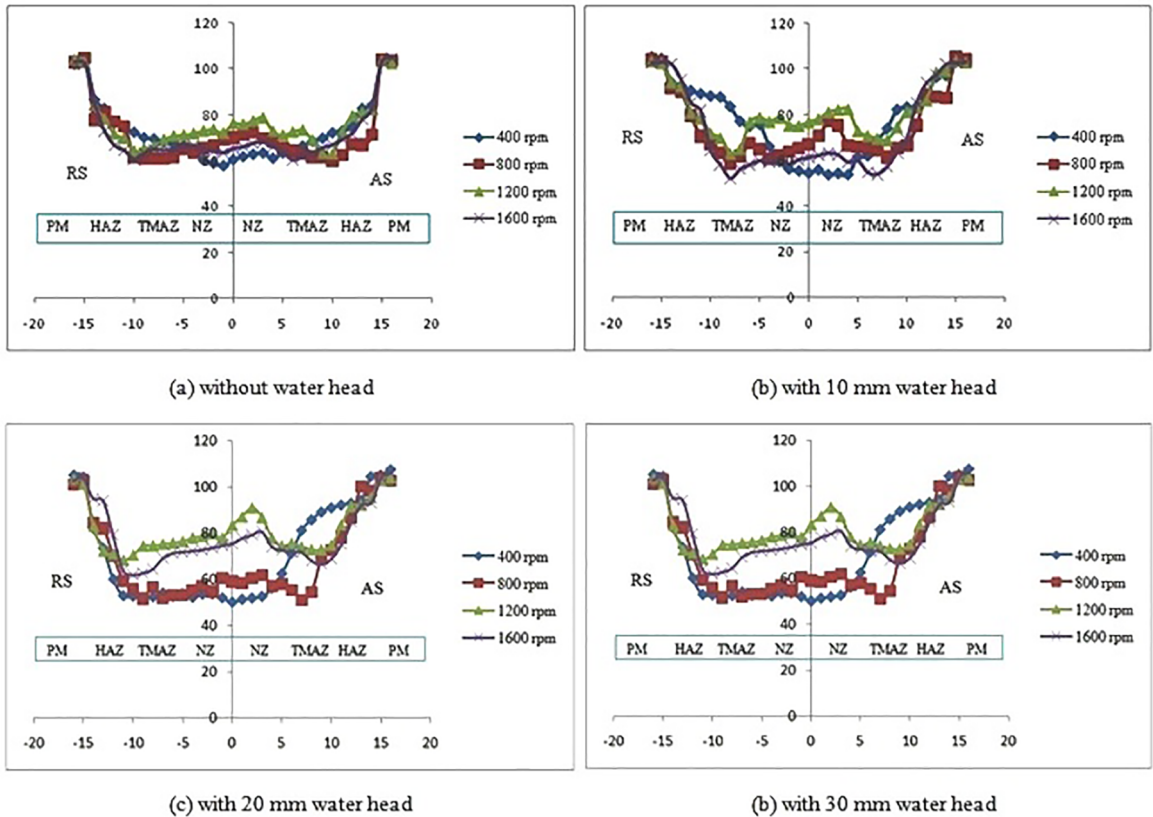 120
100
80
60
40
20
0
-20 -15 -10 -5 0 5 10 15 20
RS
AS
PM HAZ TMAZ NZ NZ TMAZ HAZ PM
400 rpm
800 rpm
1200 rpm
1600 rpm
(a) without water head
120
100
80
60
40
20
0
-20 -15 -10 -5 0 5 10 15 20
RS
AS
PM HAZ TMAZ NZ NZ TMAZ HAZ PM
400 rpm
800 rpm
1200 rpm
1600 rpm
(b) with 10 mm water head
120
100
80
60
40
20
0
-20 -15 -10 -5 0 5 10 15 20
RS
AS
PM HAZ TMAZ NZ NZ TMAZ HAZ PM
400 rpm
800 rpm
1200 rpm
1600 rpm
(c) with 20 mm water head
120
100
80
60
40
20
0
-20 -15 -10 -5 0 5 10 15 20
RS
AS
PM HAZ TMAZ NZ NZ TMAZ HAZ PM
400 rpm
800 rpm
1200 rpm
1600 rpm
(b) with 30 mm water head